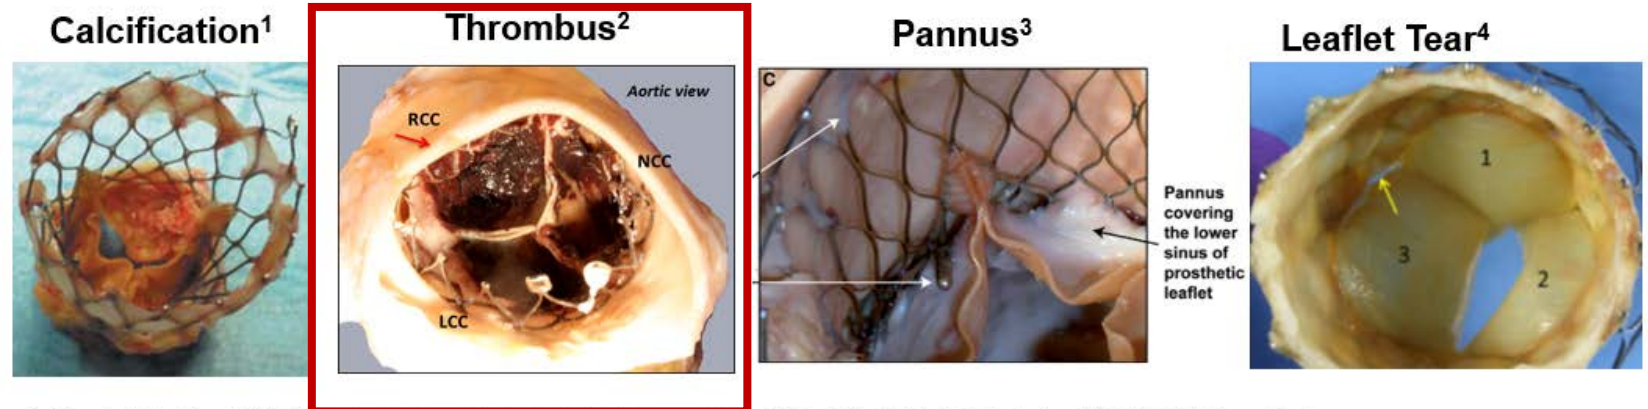 Calcification¹
Thrombus²
Pannus³
Leaflet Tear⁴
Aortic view
RCC
NCC
LCC
C
Pannus
covering
the lower
sinus of
prosthetic
leaflet
1
2
3